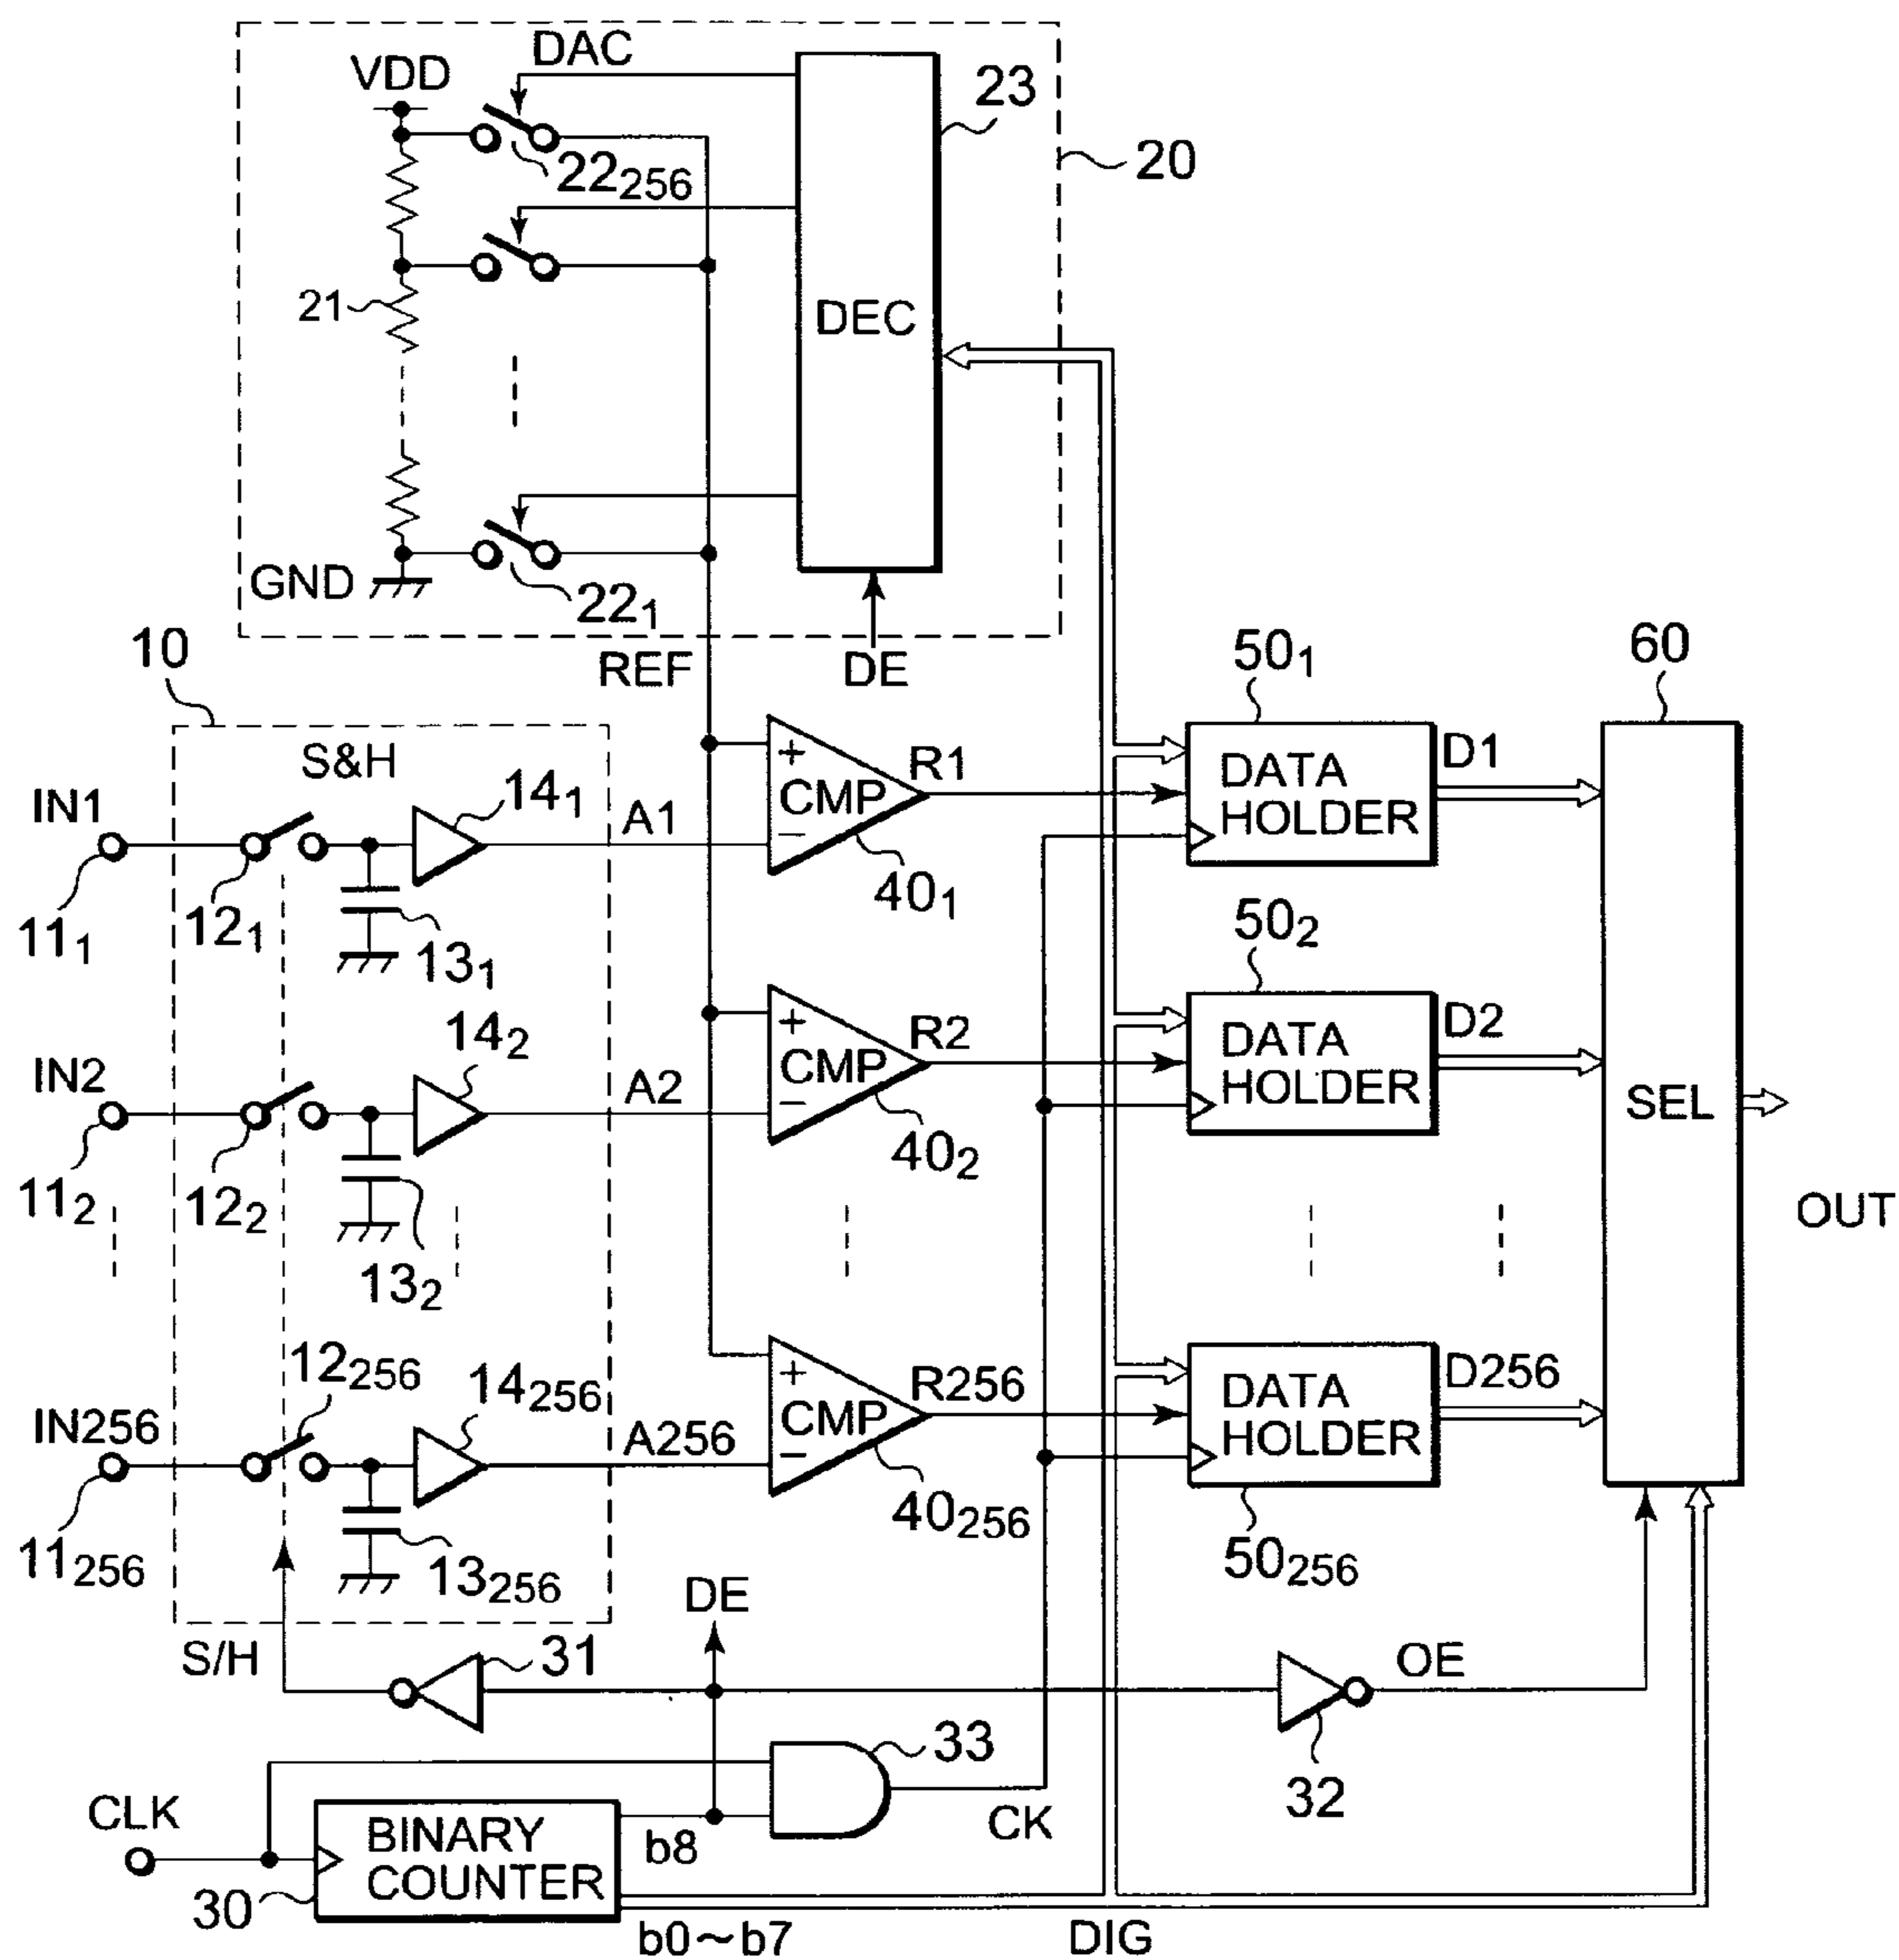 DAC
VDD
23
20
22256
21
DEC
GND
221
REF
DE
10
S&H
IN1
111
121
131
141
A1
+
CMP
−
401
R1
501
DATA
HOLDER
D1
60
SEL
OUT
IN2
112
122
132
142
A2
+
CMP
−
402
R2
502
DATA
HOLDER
D2
IN256
11256
12256
13256
14256
A256
+
CMP
−
40256
R256
50256
DATA
HOLDER
D256
S/H
31
DE
OE
32
33
CLK
BINARY
COUNTER
30
b8
CK
b0～b7
DIG